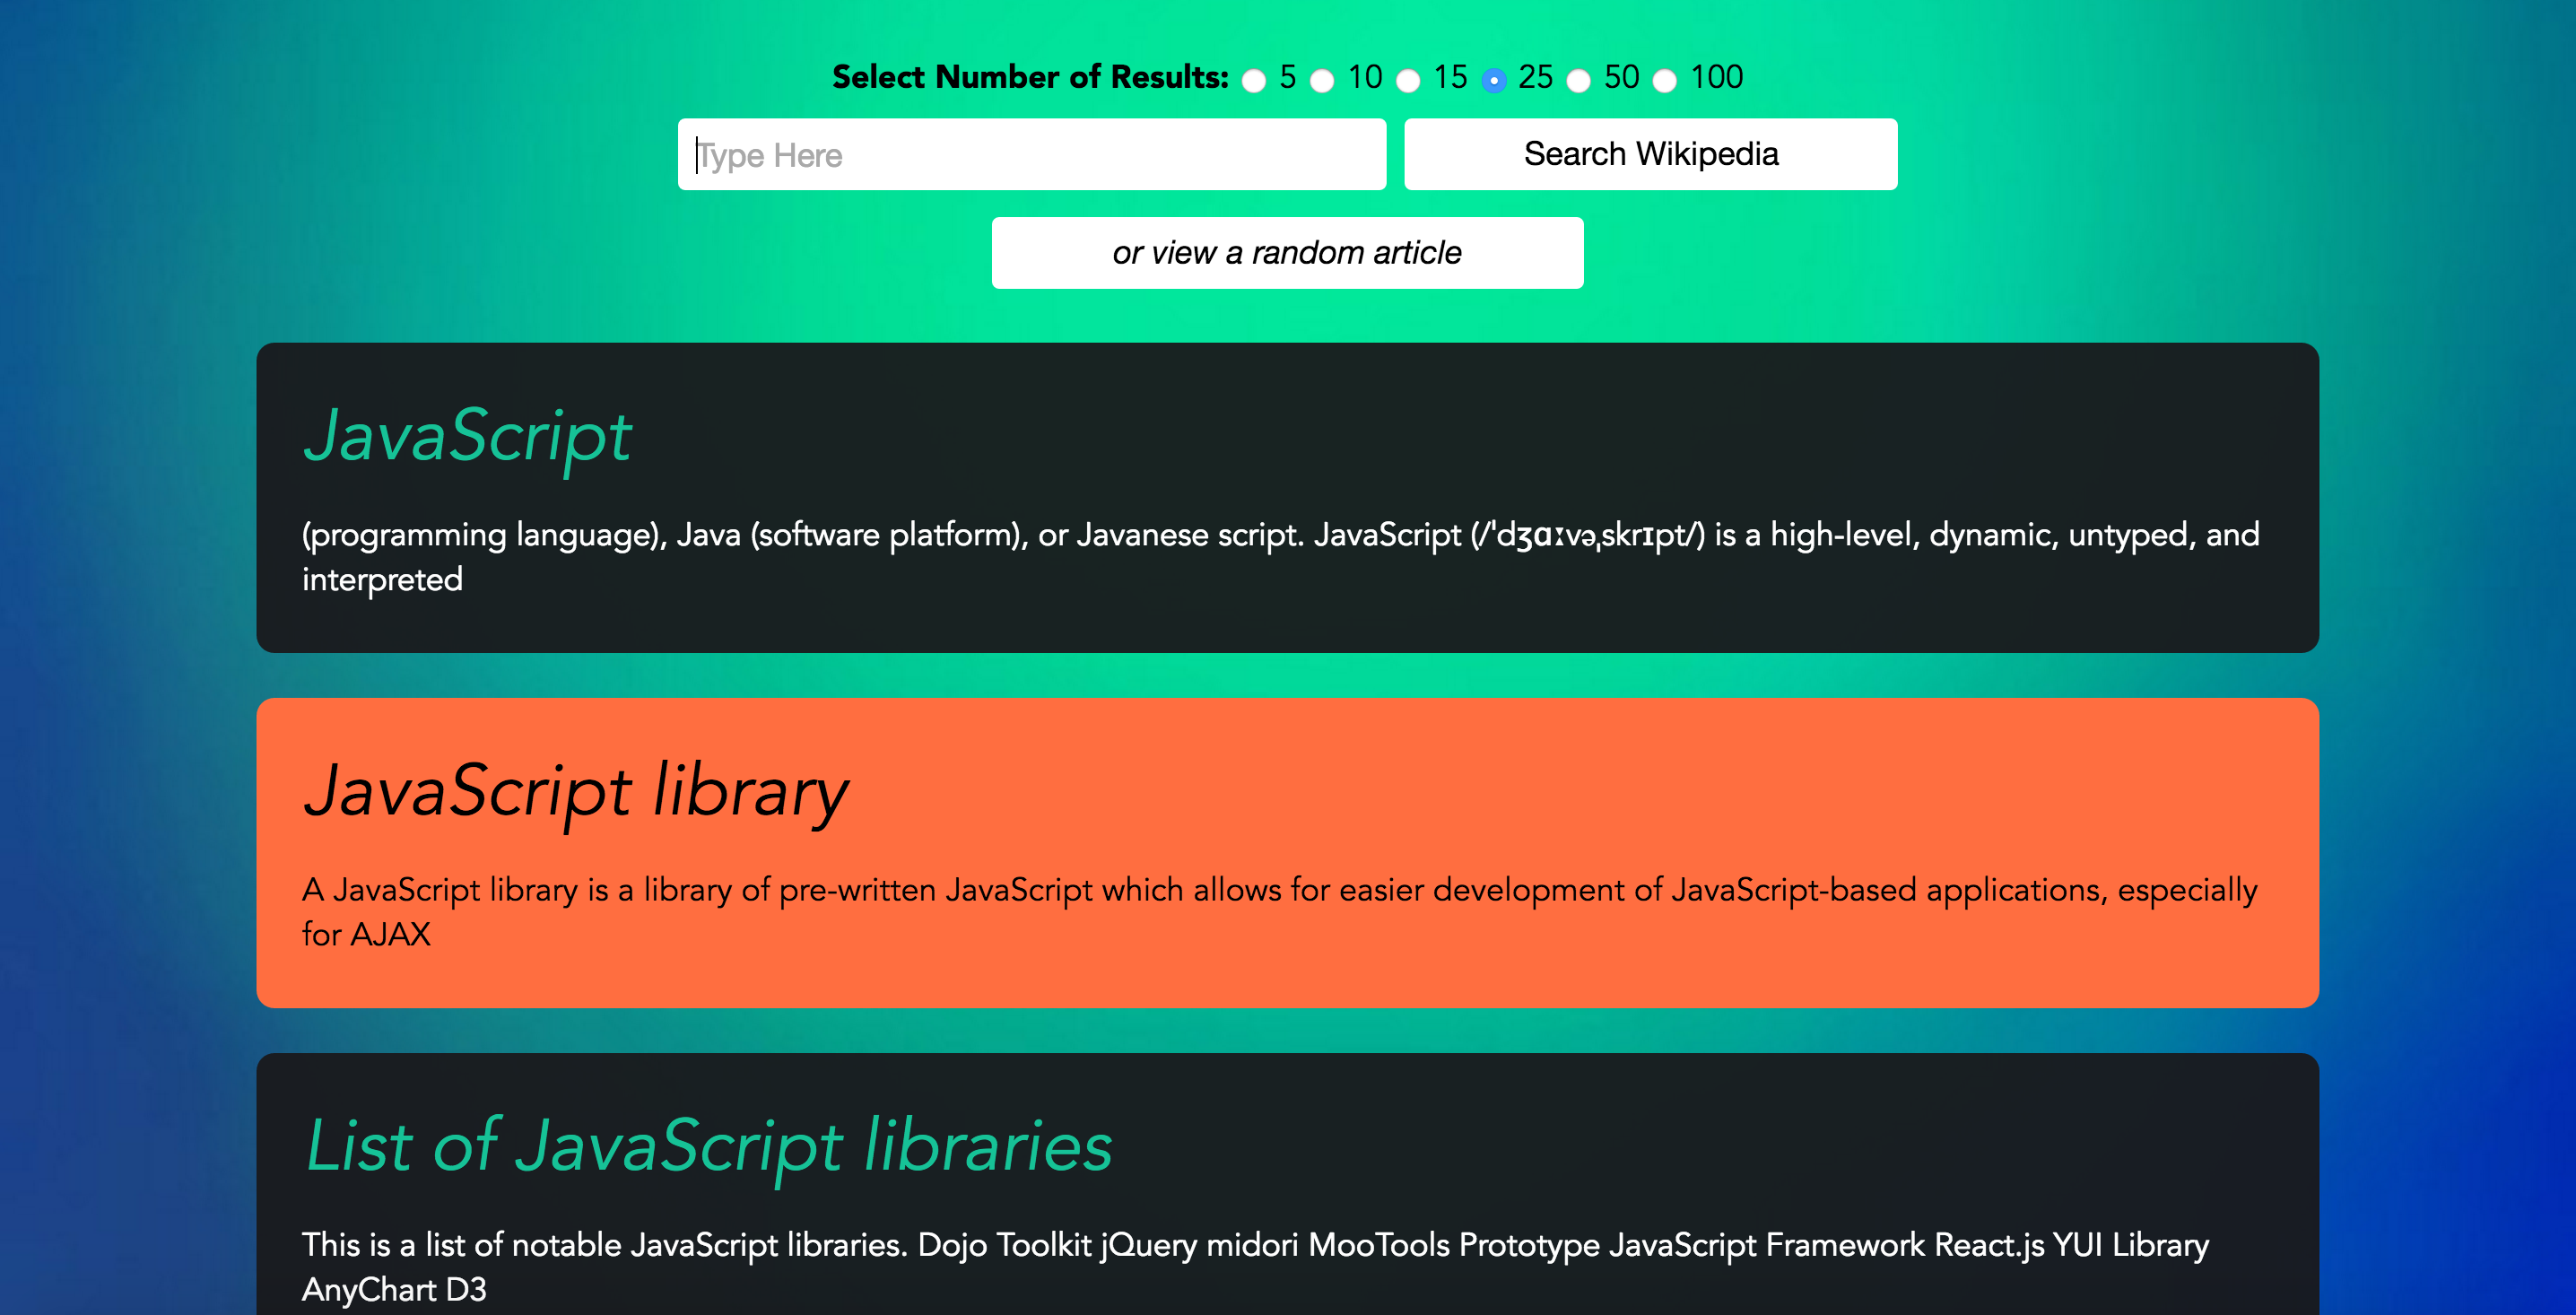 Select Number of Results: 5 10 15 25 50 100
Type Here
Search Wikipedia
or view a random article
JavaScript
(programming language), Java (software platform), or Javanese script. JavaScript (/ˈdʒɑːvəˌskrɪpt/) is a high-level, dynamic, untyped, and
interpreted
JavaScript library
A JavaScript library is a library of pre-written JavaScript which allows for easier development of JavaScript-based applications, especially
for AJAX
List of JavaScript libraries
This is a list of notable JavaScript libraries. Dojo Toolkit jQuery midori MooTools Prototype JavaScript Framework React.js YUI Library
AnyChart D3